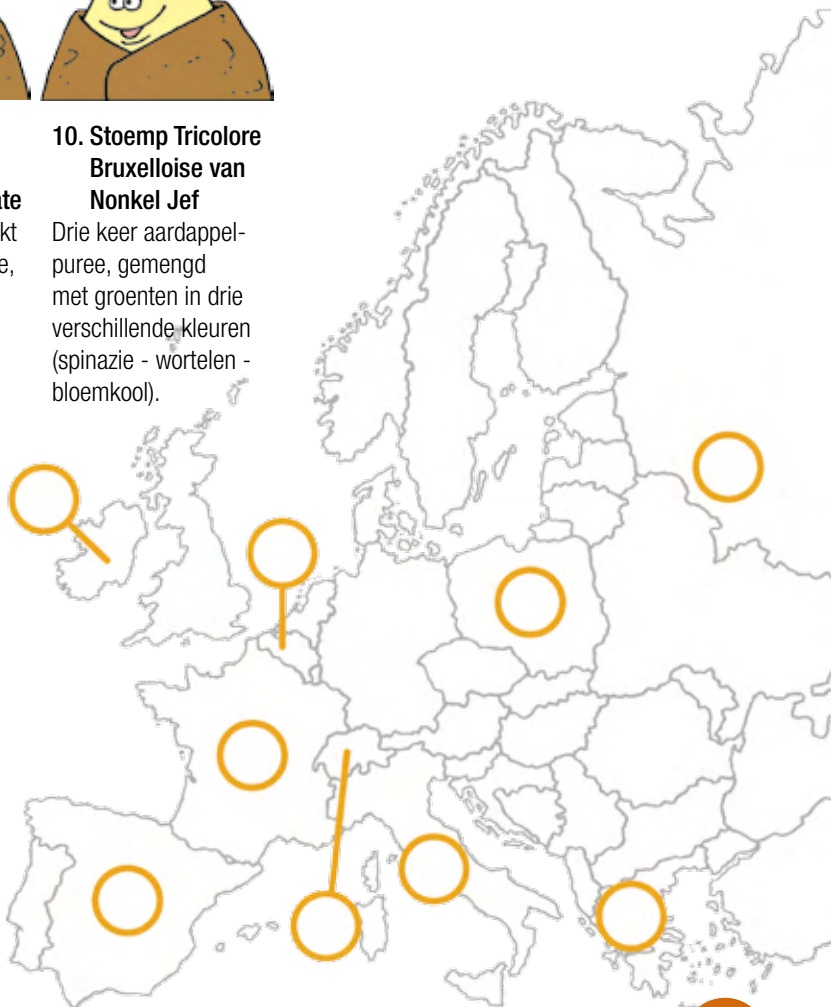 10. Stoemp Tricolore
Bruxelloise van
Nonkel Jef
Drie keer aardappel-
puree, gemengd
met groenten in drie
verschillende kleuren
(spinazie - wortelen -
bloemkool).